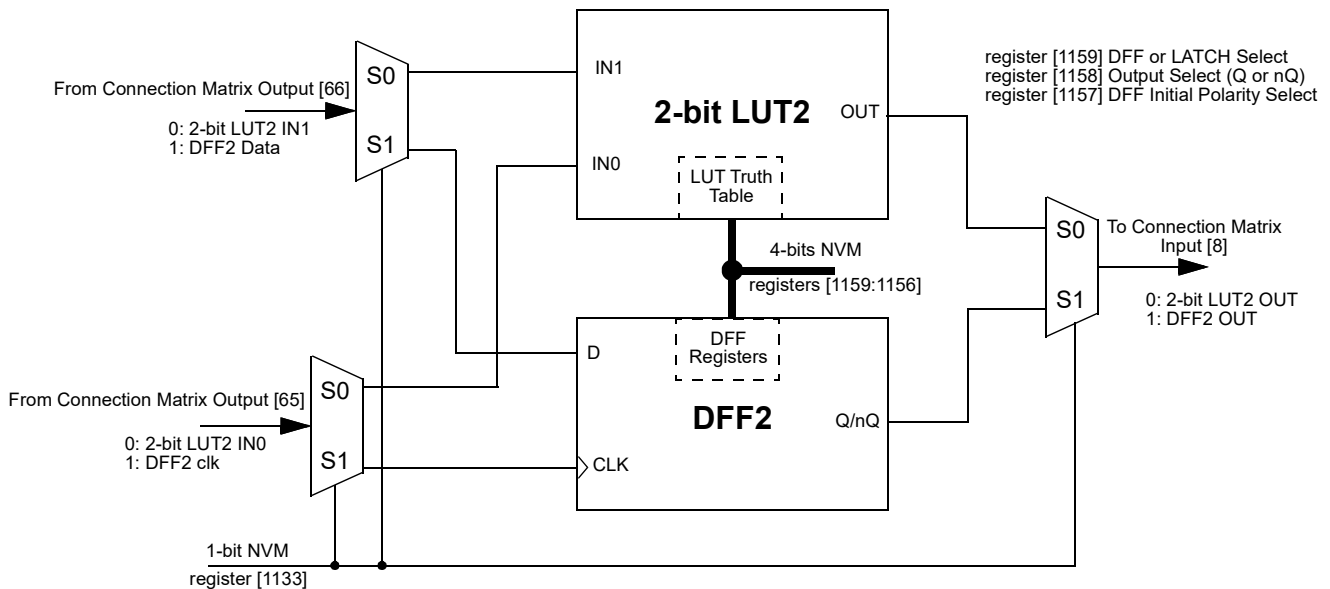 From Connection Matrix Output [66]
0: 2-bit LUT2 IN1
1: DFF2 Data
S0
S1
IN1
IN0
2-bit LUT2
OUT
LUT Truth
Table
register [1159] DFF or LATCH Select
register [1158] Output Select (Q or nQ)
register [1157] DFF Initial Polarity Select
4-bits NVM
registers [1159:1156]
S0
S1
To Connection Matrix
Input [8]
0: 2-bit LUT2 OUT
1: DFF2 OUT
From Connection Matrix Output [65]
0: 2-bit LUT2 IN0
1: DFF2 clk
S0
S1
D
CLK
DFF
Registers
DFF2
Q/nQ
1-bit NVM
register [1133]